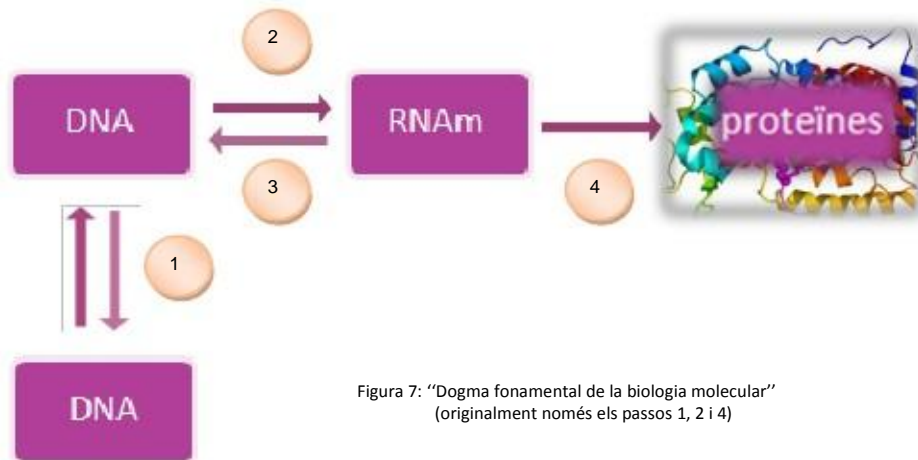 2
DNA
RNAm
proteïnes
3
4
1
DNA
Figura 7: ‘‘Dogma fonamental de la biologia molecular’’
(originalment només els passos 1, 2 i 4)